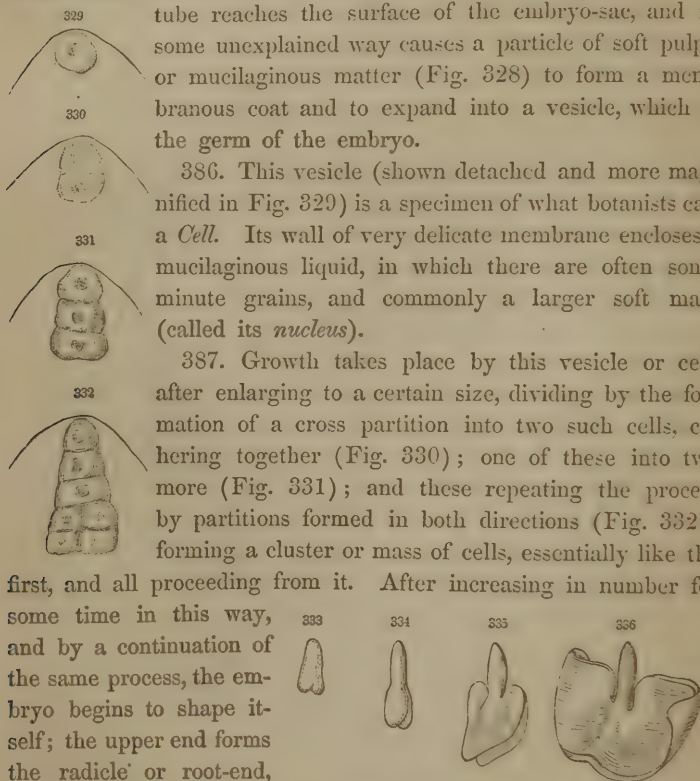 329
330
331
332
tube reaches the surface of the embryo-sac, and
some unexplained way causes a particle of soft pulp
or mucilaginous matter (Fig. 328) to form a mem
branous coat and to expand into a vesicle, which
the germ of the embryo.
386. This vesicle (shown detached and more ma
nified in Fig. 329) is a specimen of what botanists ca
a Cell. Its wall of very delicate membrane encloses
mucilaginous liquid, in which there are often som
minute grains, and commonly a larger soft ma
(called its nucleus).
387. Growth takes place by this vesicle or ce
after enlarging to a certain size, dividing by the fo
mation of a cross partition into two such cells, c
hering together (Fig. 330); one of these into tw
more (Fig. 331); and these repeating the proce
by partitions formed in both directions (Fig. 332
forming a cluster or mass of cells, essentially like th
first, and all proceeding from it. After increasing in number f
some time in this way,
and by a continuation of
the same process, the em-
bryo begins to shape it-
self; the upper end forms
the radicle or root-end,
333
334
335
336